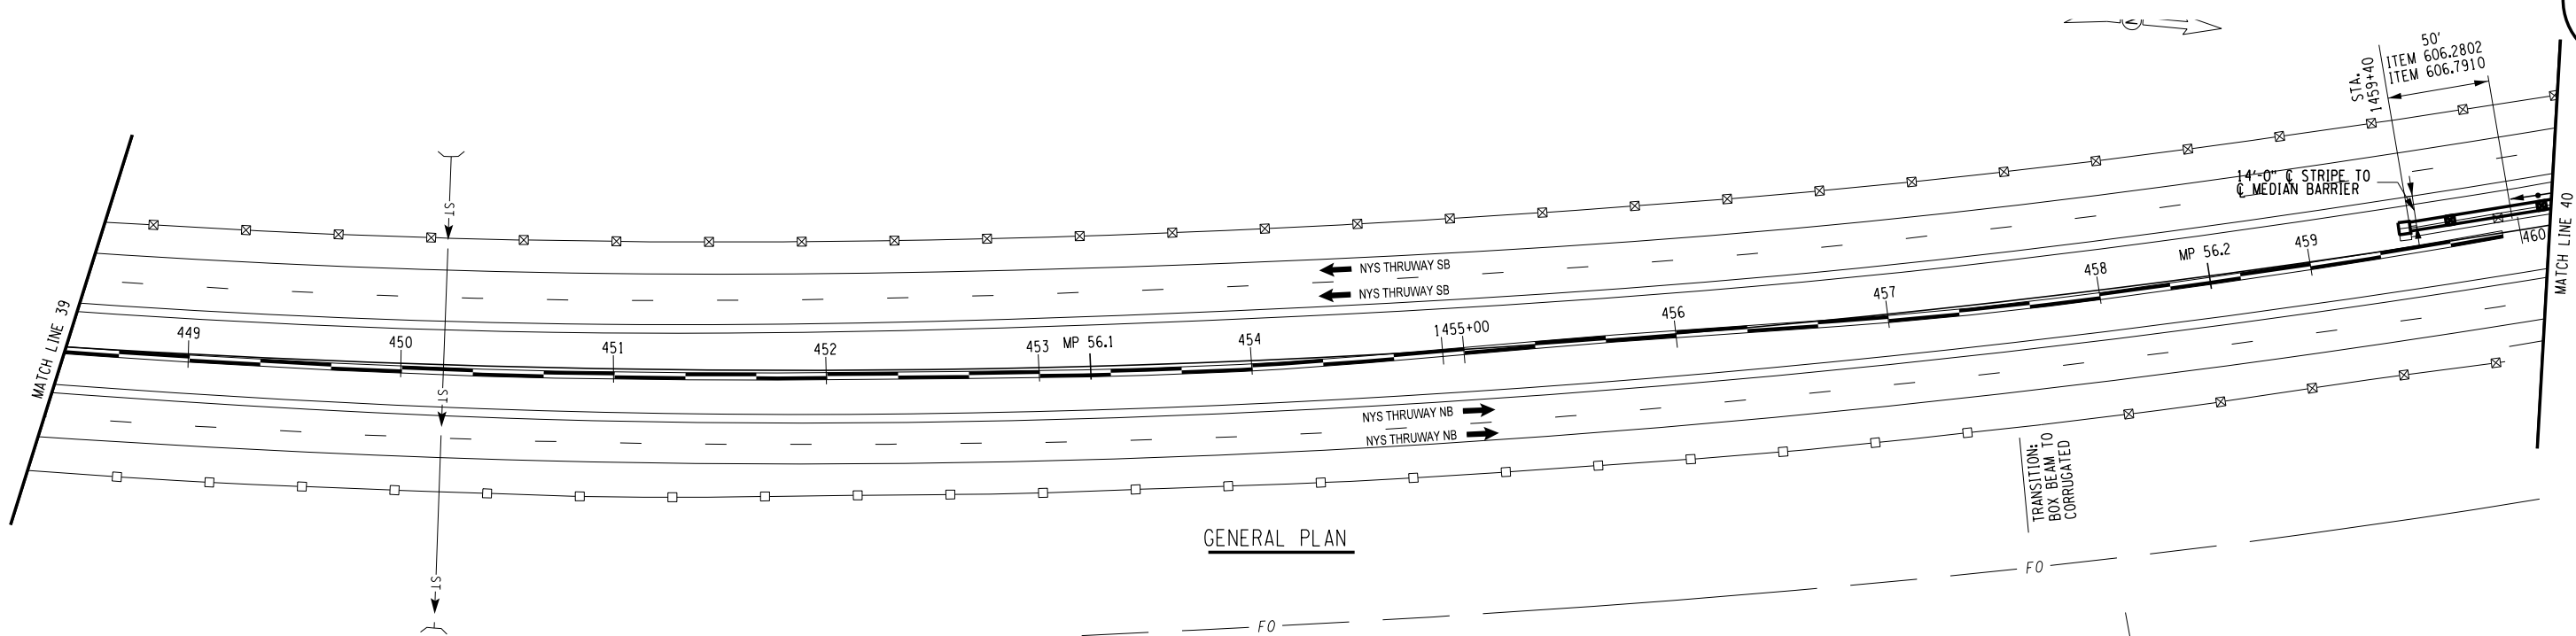 N
50'
ITEM 606.2802
ITEM 606.7910
STA.
1459+40
14'-0" ℄ STRIPE TO
℄ MEDIAN BARRIER
MATCH LINE 39
MATCH LINE 40
ST
ST
ST
NYS THRUWAY SB
NYS THRUWAY SB
449
450
451
452
453
MP 56.1
454
1455+00
456
457
458
MP 56.2
459
460
NYS THRUWAY NB
NYS THRUWAY NB
TRANSITION:
BOX BEAM TO
CORRUGATED
GENERAL PLAN
FO
FO